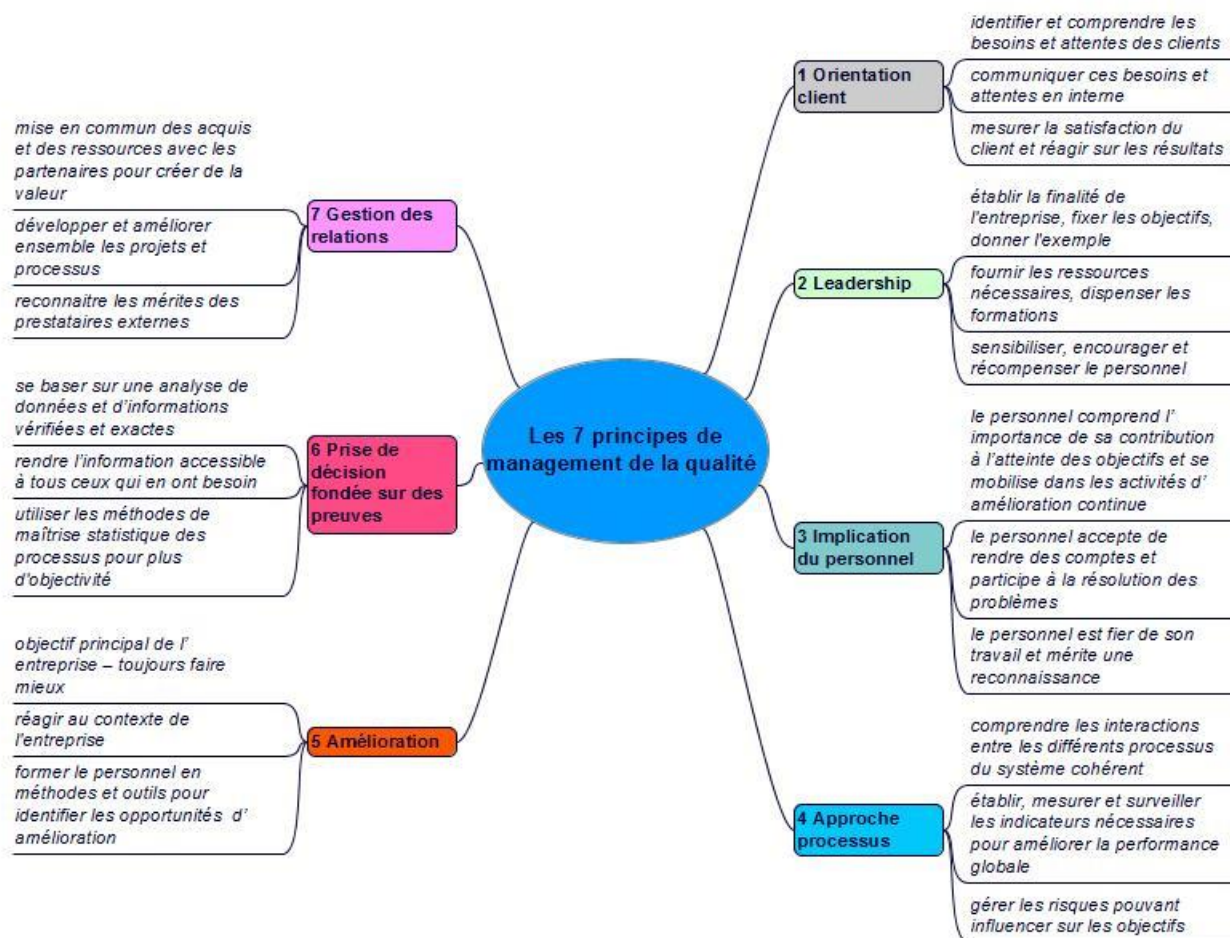 Les 7 principes de
management de la qualité
1 Orientation
client
identifier et comprendre les
besoins et attentes des clients
communiquer ces besoins et
attentes en interne
mesurer la satisfaction du
client et réagir sur les résultats
2 Leadership
établir la finalité de
l'entreprise, fixer les objectifs,
donner l'exemple
fournir les ressources
nécessaires, dispenser les
formations
sensibiliser, encourager et
récompenser le personnel
3 Implication
du personnel
le personnel comprend l'
importance de sa contribution
à l'atteinte des objectifs et se
mobilise dans les activités d'
amélioration continue
le personnel accepte de
rendre des comptes et
participe à la résolution des
problèmes
le personnel est fier de son
travail et mérite une
reconnaissance
4 Approche
processus
comprendre les interactions
entre les différents processus
du système cohérent
établir, mesurer et surveiller
les indicateurs nécessaires
pour améliorer la performance
globale
gérer les risques pouvant
influencer sur les objectifs
5 Amélioration
objectif principal de l'
entreprise – toujours faire
mieux
réagir au contexte de
l'entreprise
former le personnel en
méthodes et outils pour
identifier les opportunités d'
amélioration
6 Prise de
décision
fondée sur des
preuves
se baser sur une analyse de
données et d'informations
vérifiées et exactes
rendre l'information accessible
à tous ceux qui en ont besoin
utiliser les méthodes de
maîtrise statistique des
processus pour plus
d'objectivité
7 Gestion des
relations
mise en commun des acquis
et des ressources avec les
partenaires pour créer de la
valeur
développer et améliorer
ensemble les projets et
processus
reconnaitre les mérites des
prestataires externes